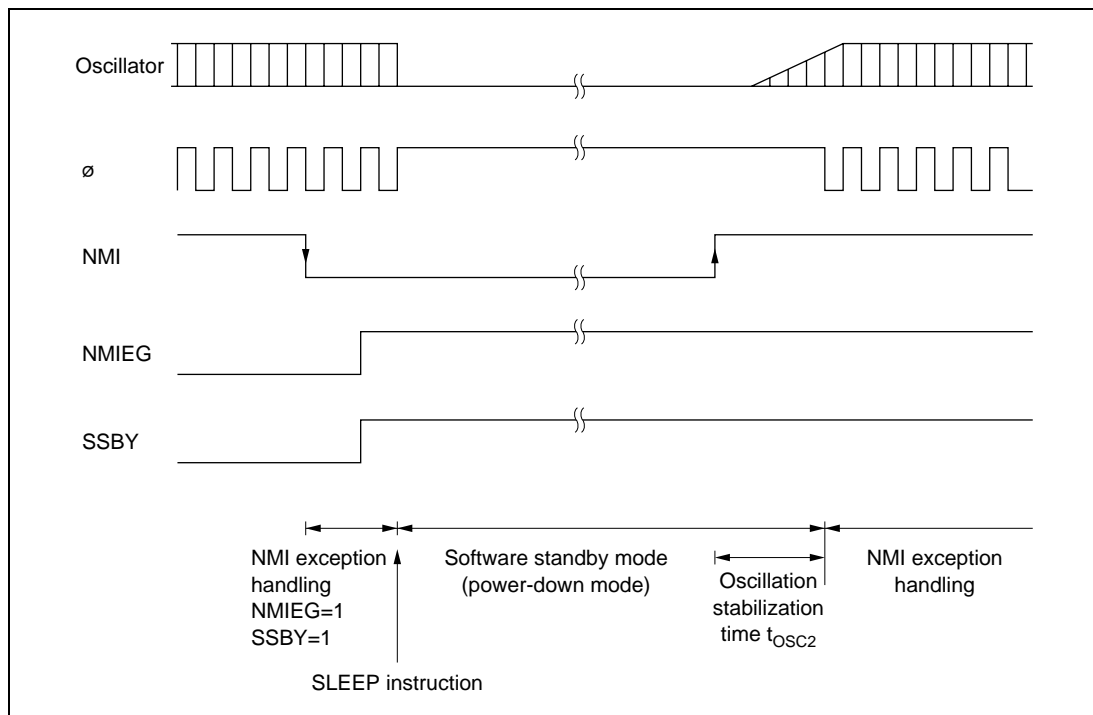 Oscillator
ø
NMI
NMIEG
SSBY
NMI exception
handling
NMIEG=1
SSBY=1
Software standby mode
(power-down mode)
Oscillation
stabilization
time tOSC2
NMI exception
handling
SLEEP instruction